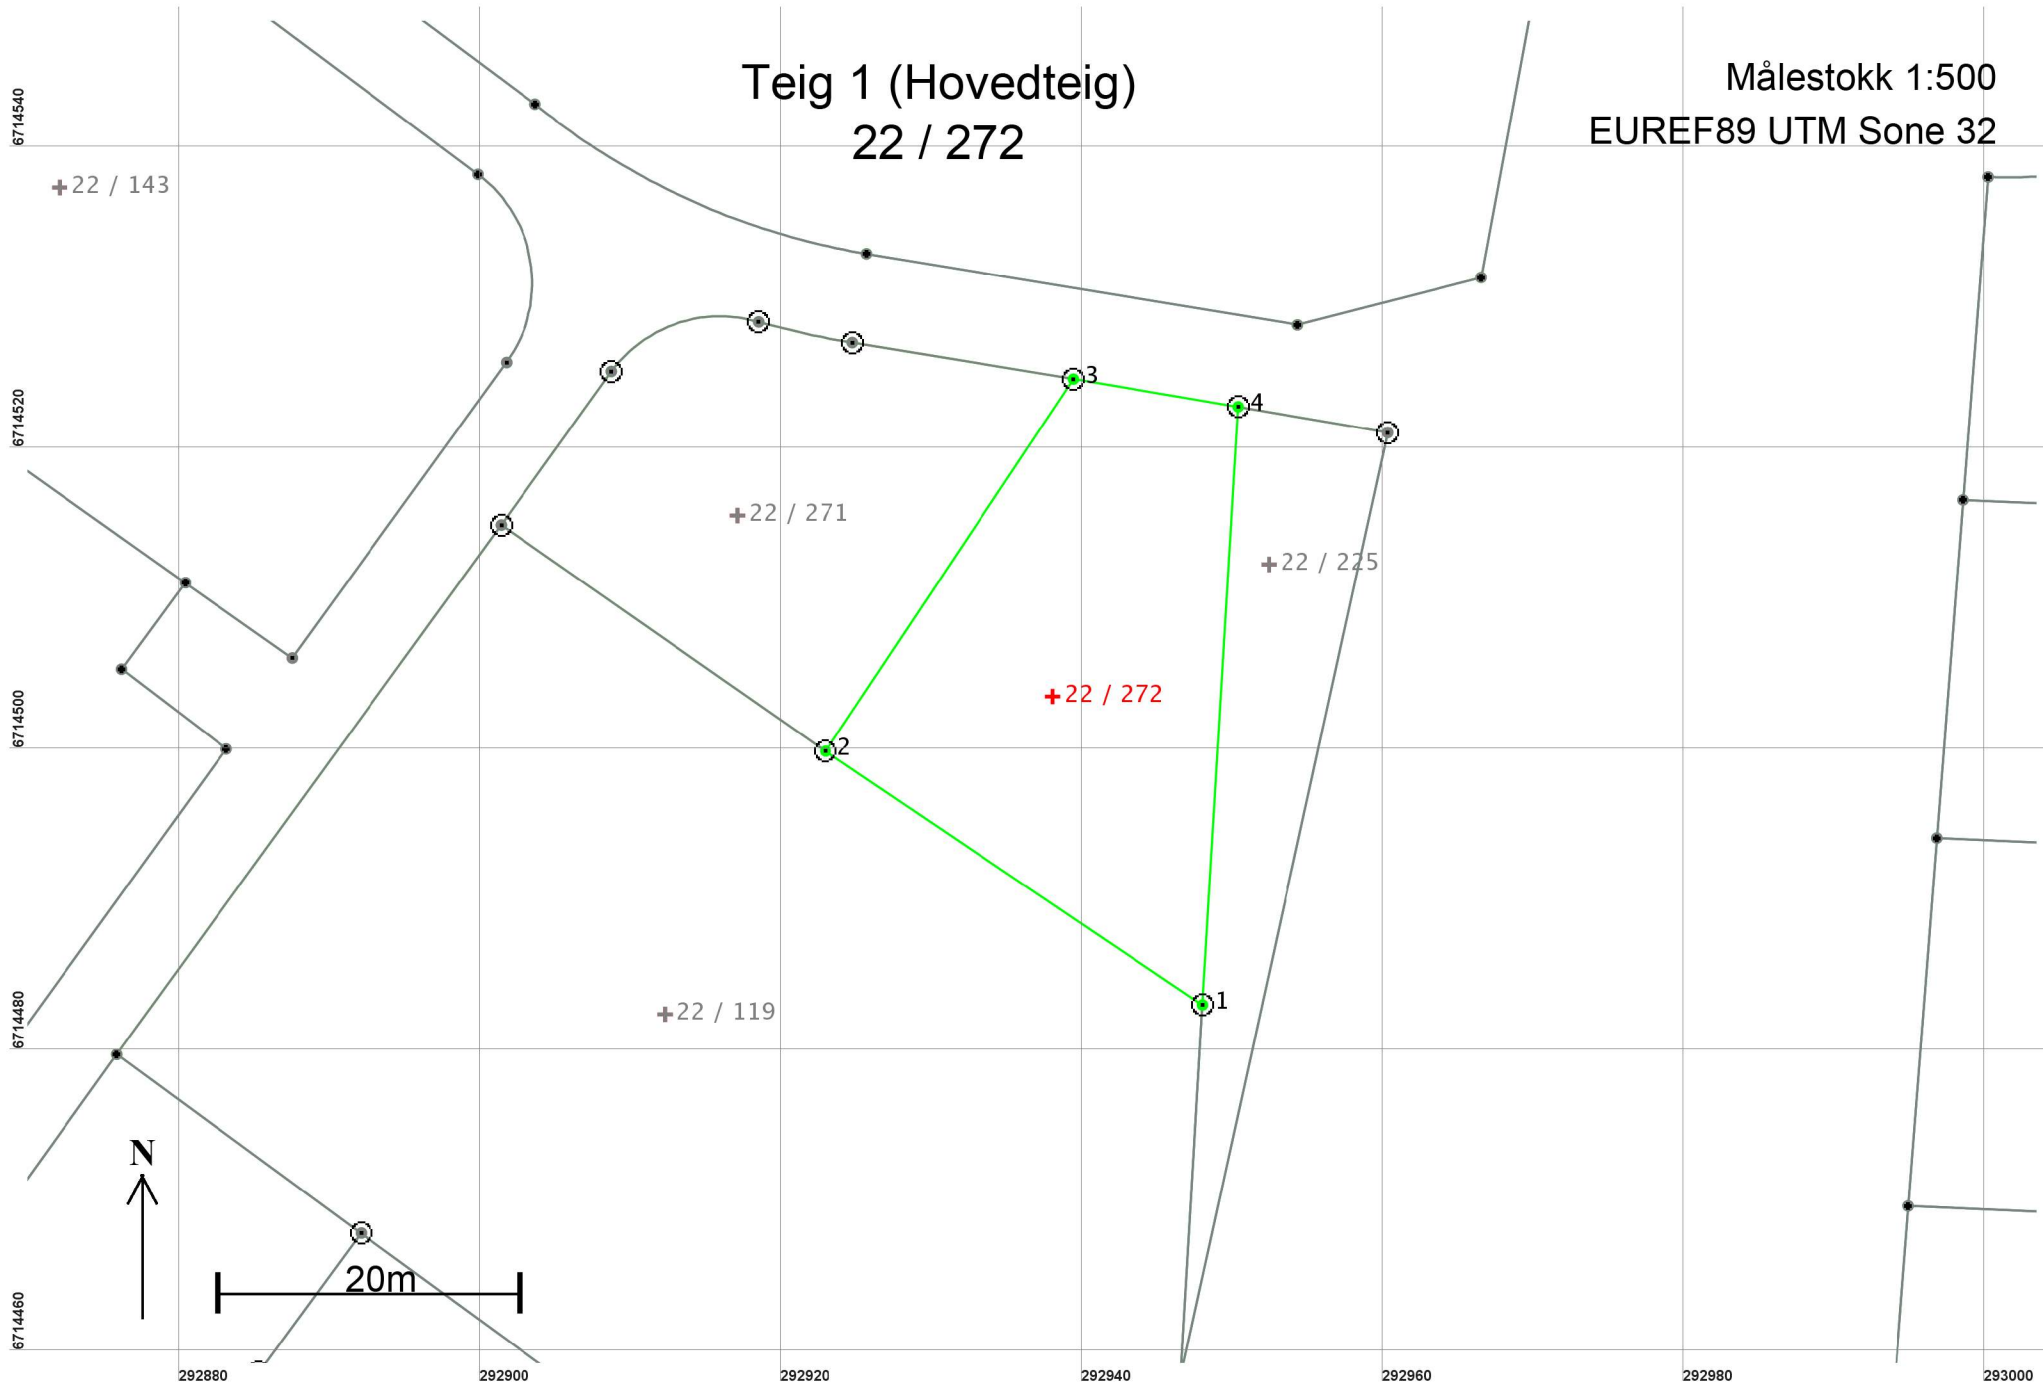 Teig 1 (Hovedteig)
22 / 272
Målestokk 1:500
EUREF89 UTM Sone 32
6714540
22 / 143
3
4
6714520
22 / 271
22 / 225
22 / 272
6714500
2
1
6714480
22 / 119
N
20m
6714460
292880
292900
292920
292940
292960
292980
293000